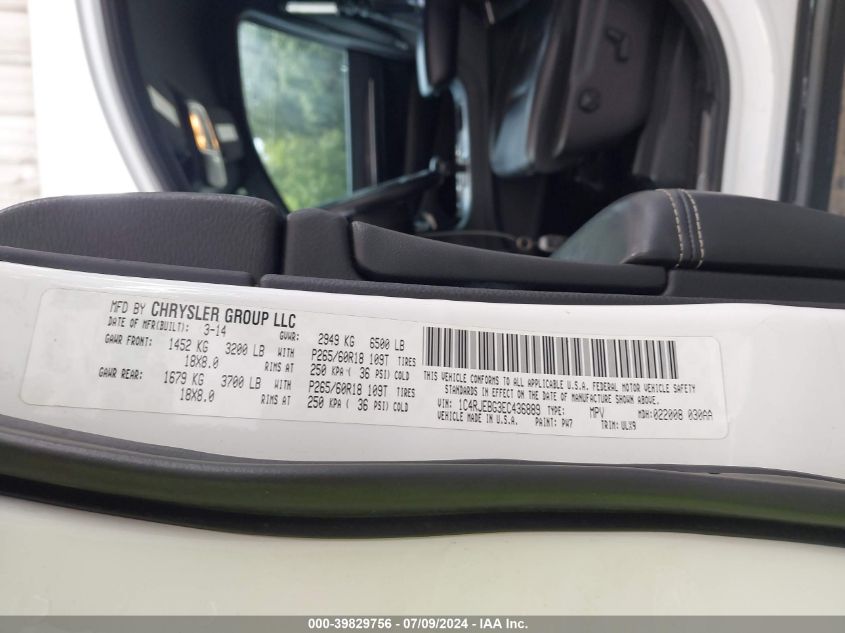 MFD BY CHRYSLER GROUP LLC
DATE OF MFR(BUILT): 3-14 GVWR: 2949 KG 6500 LB
GAWR FRONT: 1452 KG 3200 LB WITH P265/60R18 109T TIRES
18X8.0 RIMS AT 250 KPA ( 36 PSI) COLD
GAWR REAR: 1679 KG 3700 LB WITH P265/60R18 109T TIRES
18X8.0 RIMS AT 250 KPA ( 36 PSI) COLD
THIS VEHICLE CONFORMS TO ALL APPLICABLE U.S.A. FEDERAL MOTOR VEHICLE SAFETY
STANDARDS IN EFFECT ON THE DATE OF MANUFACTURE SHOWN ABOVE.
VIN: 1C4RJEBG3EC436889 TYPE: MPV MDH:022008 030AA
VEHICLE MADE IN U.S.A. PAINT: PW7 TRIM: ULX9
000-39829756 - 07/09/2024 - IAA Inc.